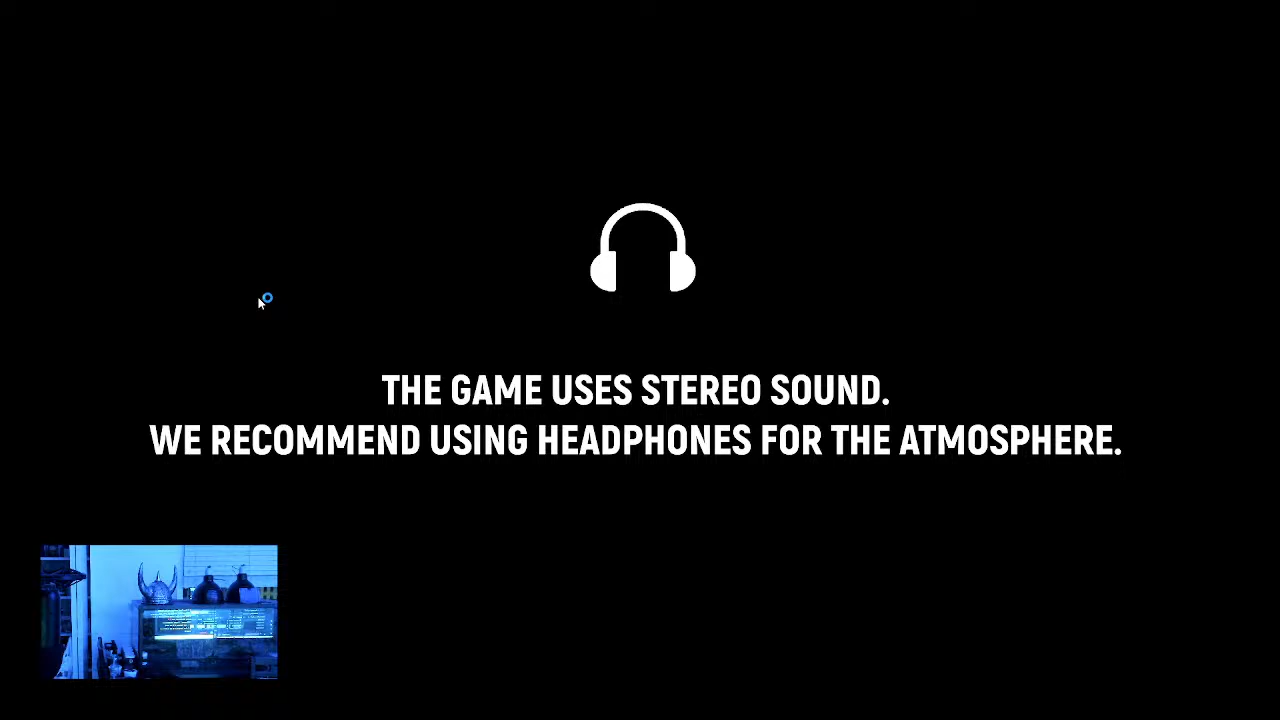 THE GAME USES STEREO SOUND.
WE RECOMMEND USING HEADPHONES FOR THE ATMOSPHERE.